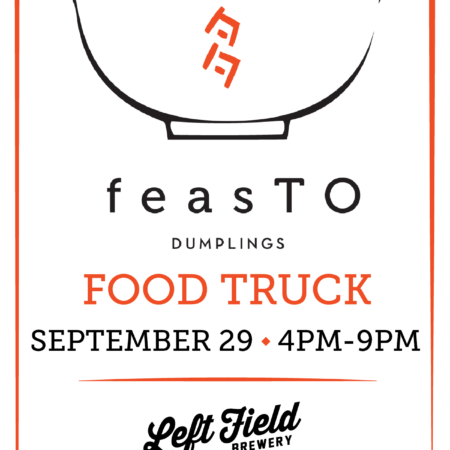 feasTO
DUMPLINGS
FOOD TRUCK
SEPTEMBER 29 • 4PM-9PM
Left Field
BREWERY